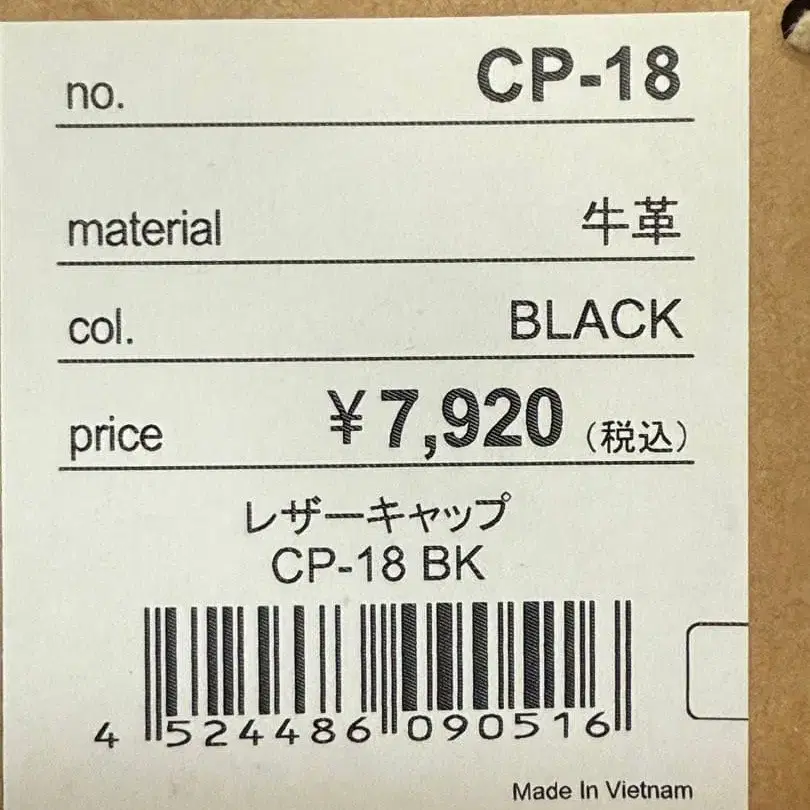 no. CP-18
material 牛革
col. BLACK
price ¥7,920 (税込)
レザーキャップ
CP-18 BK
4 524486 090516
Made In Vietnam